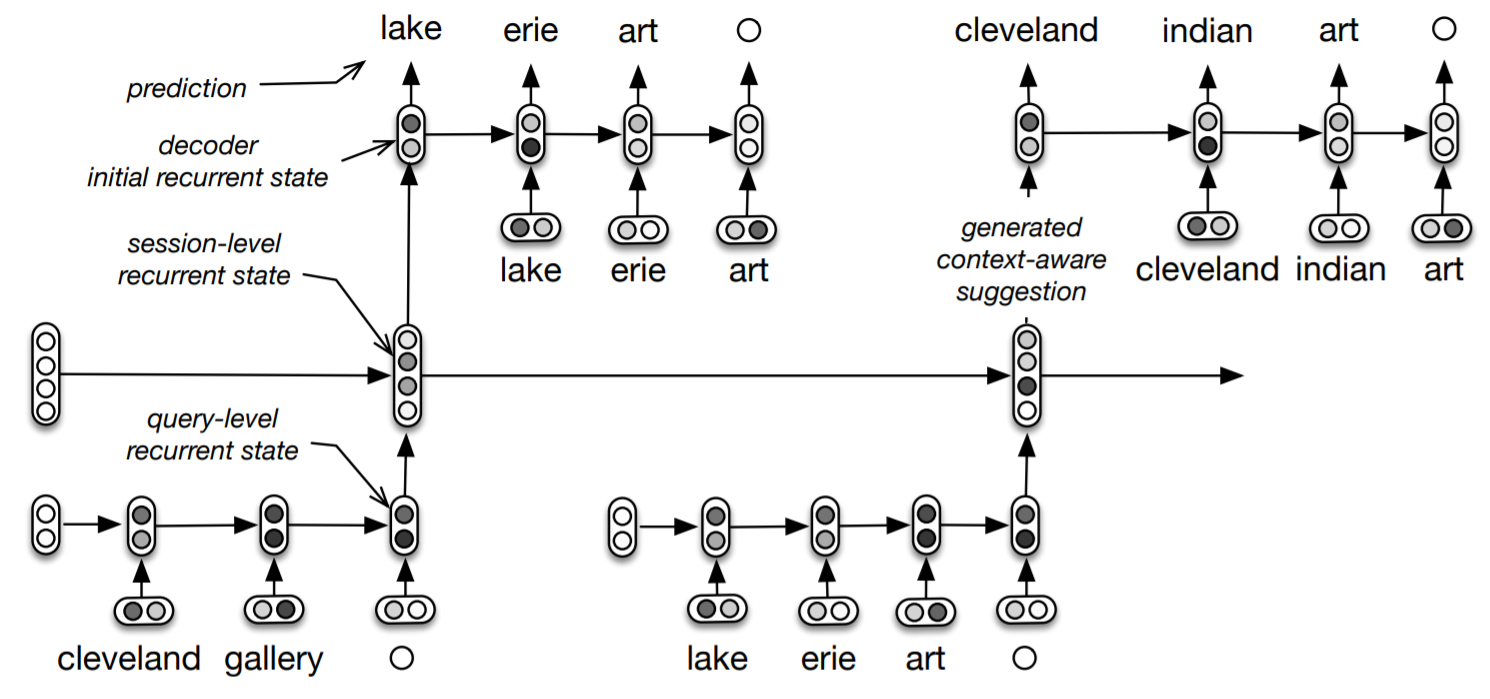 lake erie art
cleveland indian art
prediction
decoder
initial recurrent state
session-level
recurrent state
lake erie art
generated
context-aware
suggestion
cleveland indian art
query-level
recurrent state
cleveland gallery
lake erie art